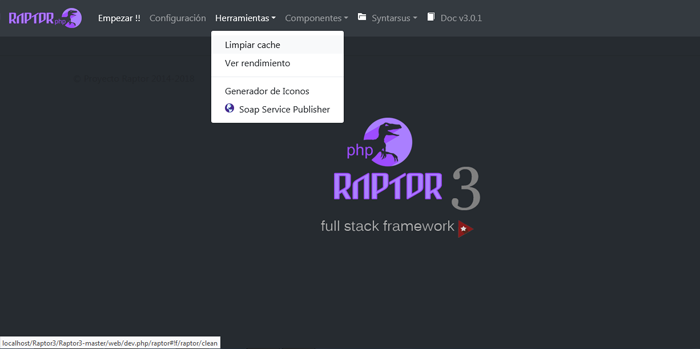 RAPTOR php
Empezar !! Configuración Herramientas Componentes Syntarsus Doc v3.0.1
Limpiar cache
Ver rendimiento
Generador de Iconos
Soap Service Publisher
php
RAPTOR 3
full stack framework
localhost/Raptor3/Raptor3-master/web/dev.php/raptor#!f/raptor/clean